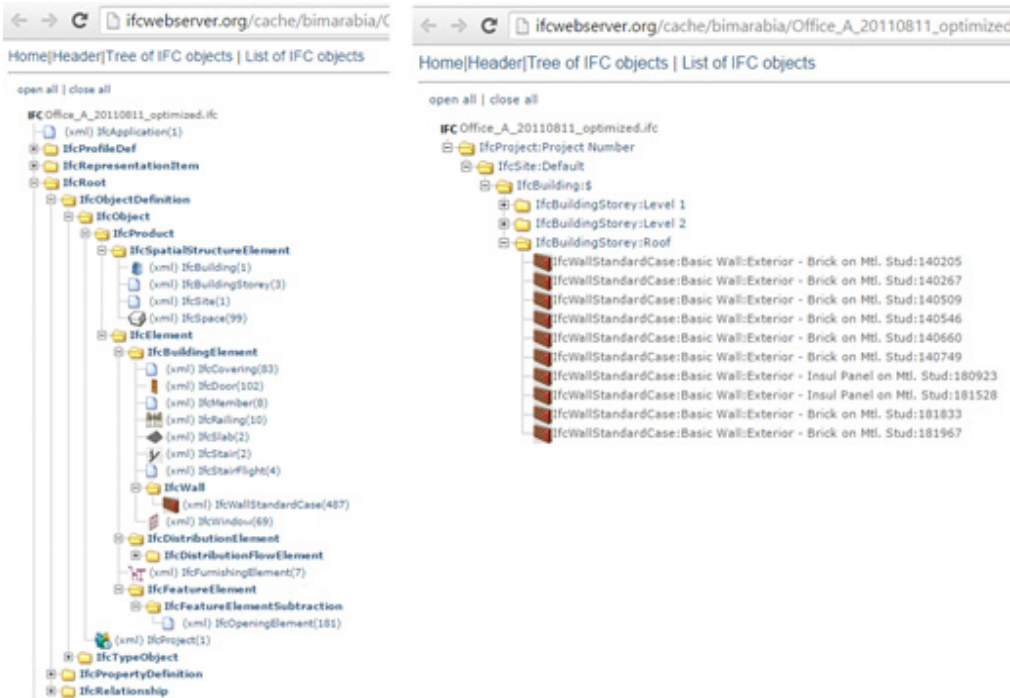 ifcwebserver.org/cache/bimarabia/
Home|Header|Tree of IFC objects | List of IFC objects
open all | close all
IFC Office_A_20110811_optimized.ifc
(xml) IfcApplication(1)
IfcProfileDef
IfcRepresentationItem
IfcRoot
IfcObjectDefinition
IfcObject
IfcProduct
IfcSpatialStructureElement
(xml) IfcBuilding(1)
(xml) IfcBuildingStorey(3)
(xml) IfcSite(1)
(xml) IfcSpace(99)
IfcElement
IfcBuildingElement
(xml) IfcCovering(83)
(xml) IfcDoor(102)
(xml) IfcMember(8)
(xml) IfcRailing(10)
(xml) IfcSlab(2)
(xml) IfcStair(2)
(xml) IfcStairFlight(4)
IfcWall
(xml) IfcWallStandardCase(487)
(xml) IfcWindow(69)
IfcDistributionElement
IfcDistributionFlowElement
(xml) IfcFurnishingElement(7)
IfcFeatureElement
IfcFeatureElementSubtraction
(xml) IfcOpeningElement(181)
(xml) IfcProject(1)
IfcTypeObject
IfcPropertyDefinition
IfcRelationship
ifcwebserver.org/cache/bimarabia/Office_A_20110811_optimized
Home|Header|Tree of IFC objects | List of IFC objects
open all | close all
IFC Office_A_20110811_optimized.ifc
IfcProject:Project Number
IfcSite:Default
IfcBuilding:$
IfcBuildingStorey:Level 1
IfcBuildingStorey:Level 2
IfcBuildingStorey:Roof
IfcWallStandardCase:Basic Wall:Exterior - Brick on Mtl. Stud:140205
IfcWallStandardCase:Basic Wall:Exterior - Brick on Mtl. Stud:140267
IfcWallStandardCase:Basic Wall:Exterior - Brick on Mtl. Stud:140509
IfcWallStandardCase:Basic Wall:Exterior - Brick on Mtl. Stud:140546
IfcWallStandardCase:Basic Wall:Exterior - Brick on Mtl. Stud:140660
IfcWallStandardCase:Basic Wall:Exterior - Brick on Mtl. Stud:140749
IfcWallStandardCase:Basic Wall:Exterior - Insul Panel on Mtl. Stud:180923
IfcWallStandardCase:Basic Wall:Exterior - Insul Panel on Mtl. Stud:181528
IfcWallStandardCase:Basic Wall:Exterior - Brick on Mtl. Stud:181833
IfcWallStandardCase:Basic Wall:Exterior - Brick on Mtl. Stud:181967